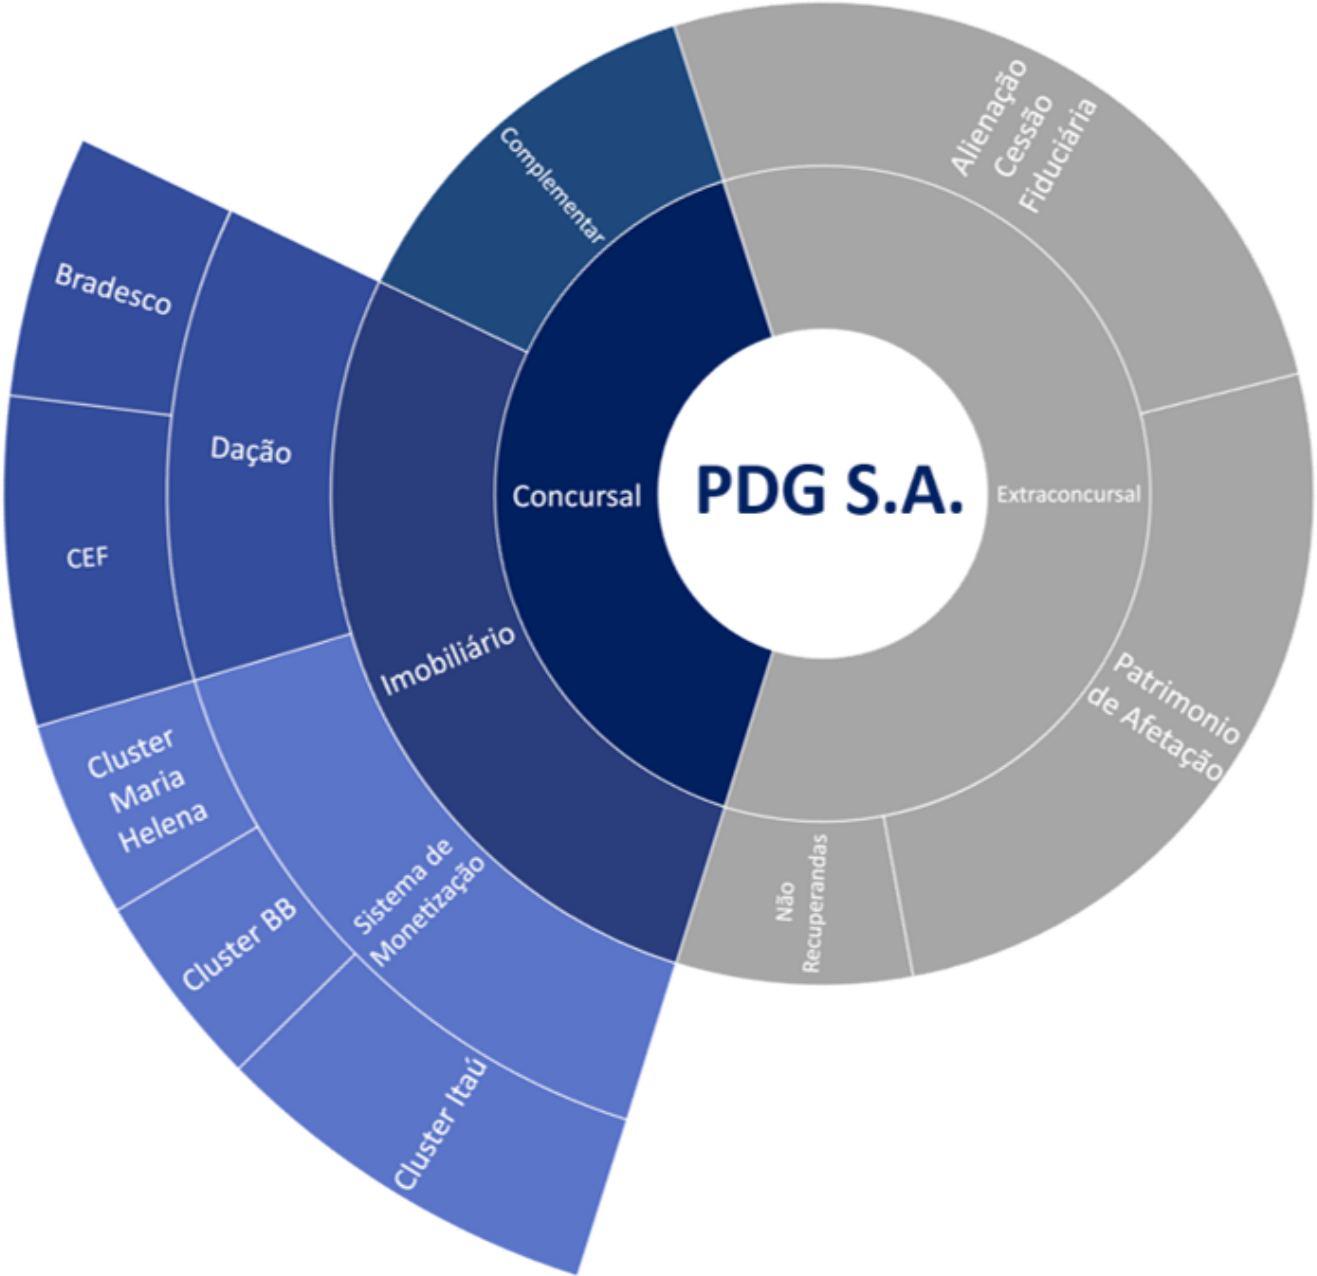 PDG S.A.
Concursal
Extraconcursal
Complementar
Imobiliário
Dação
Bradesco
CEF
Sistema de
Monetização
Cluster
Maria
Helena
Cluster BB
Cluster Itaú
Alienação
Cessão
Fiduciária
Patrimonio
de Afetação
Não
Recuperandas